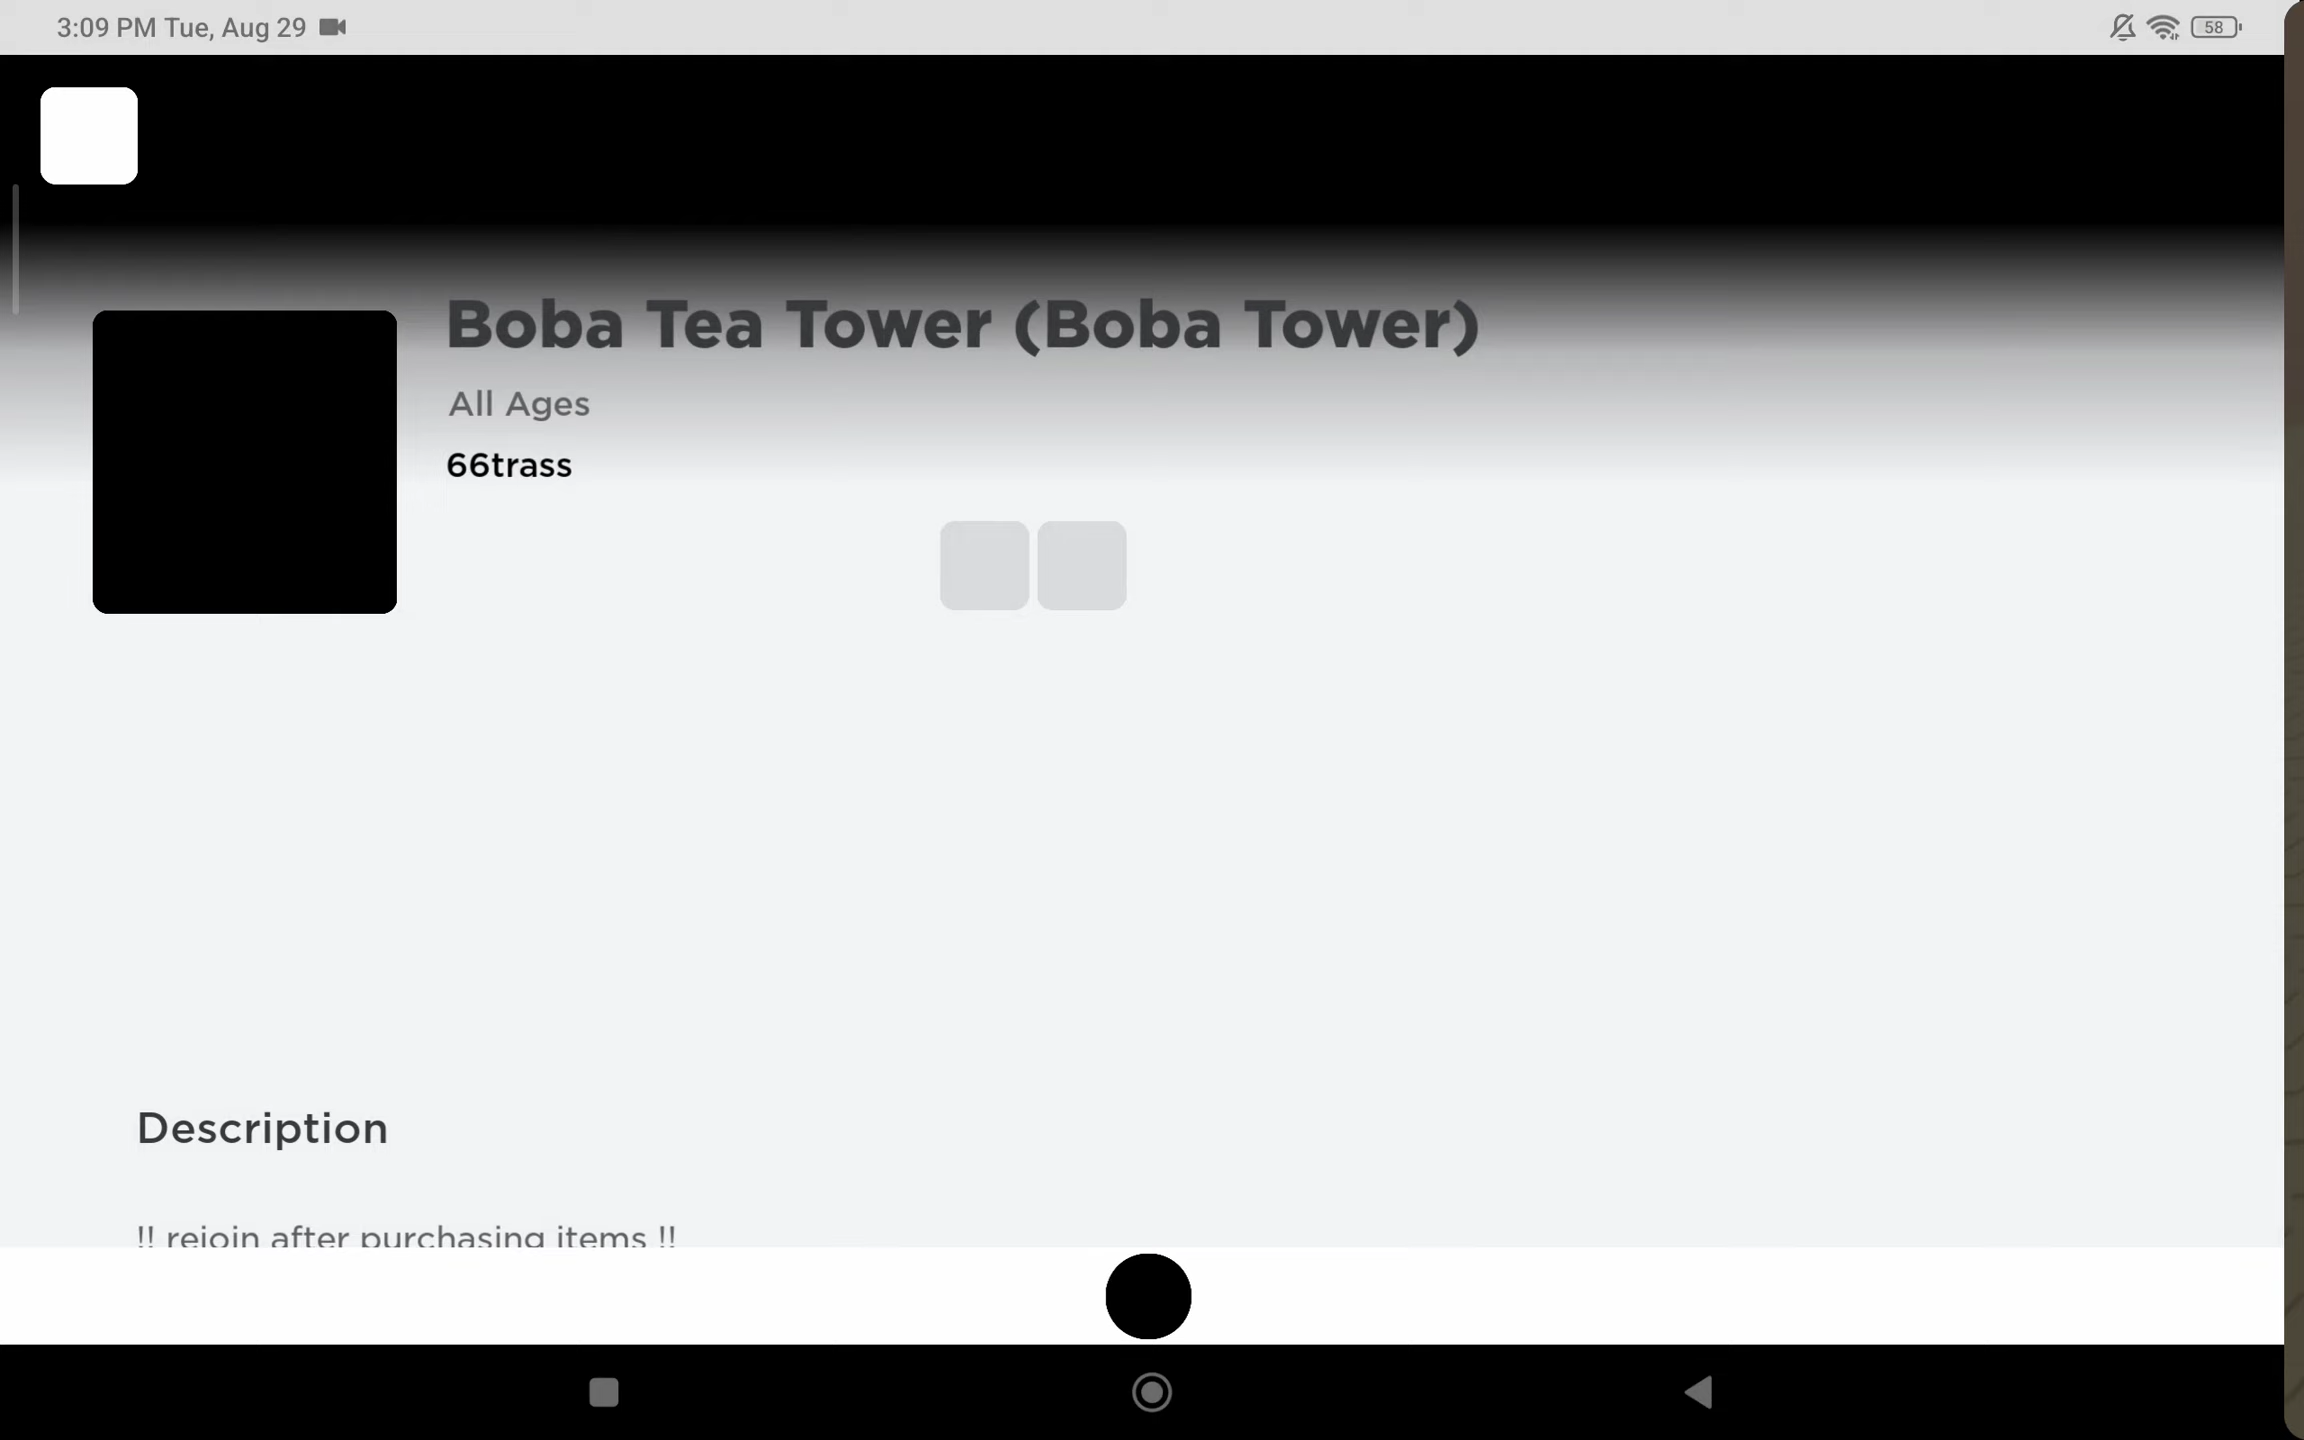 3:09 PM Tue, Aug 29
58
Boba Tea Tower (Boba Tower)
All Ages
66trass
Description
!! rejoin after purchasing items !!